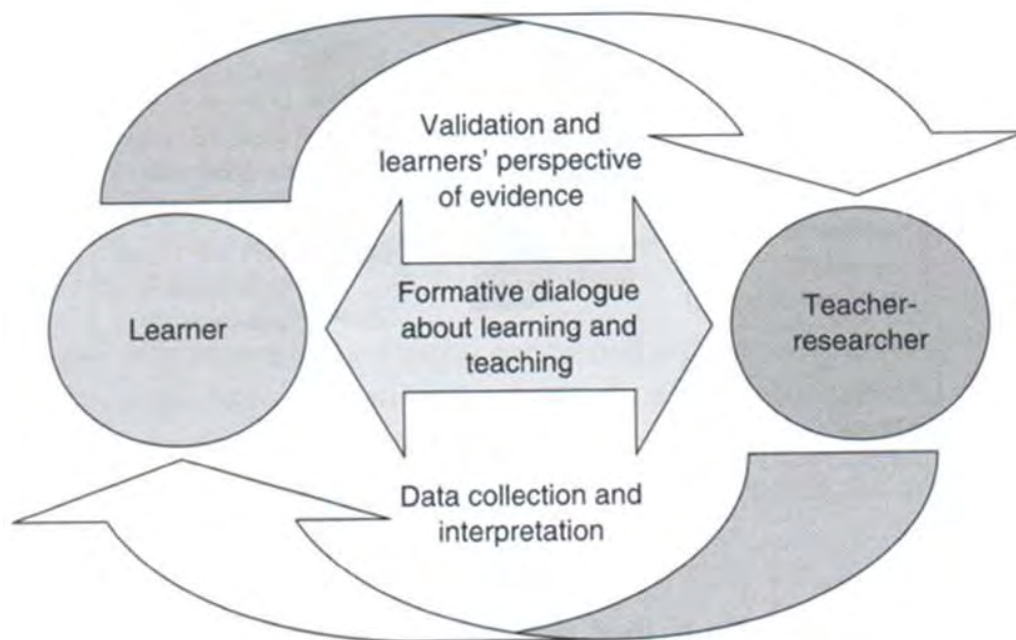 Validation and
learners' perspective
of evidence
Learner
Formative dialogue
about learning and
teaching
Teacher-
researcher
Data collection and
interpretation